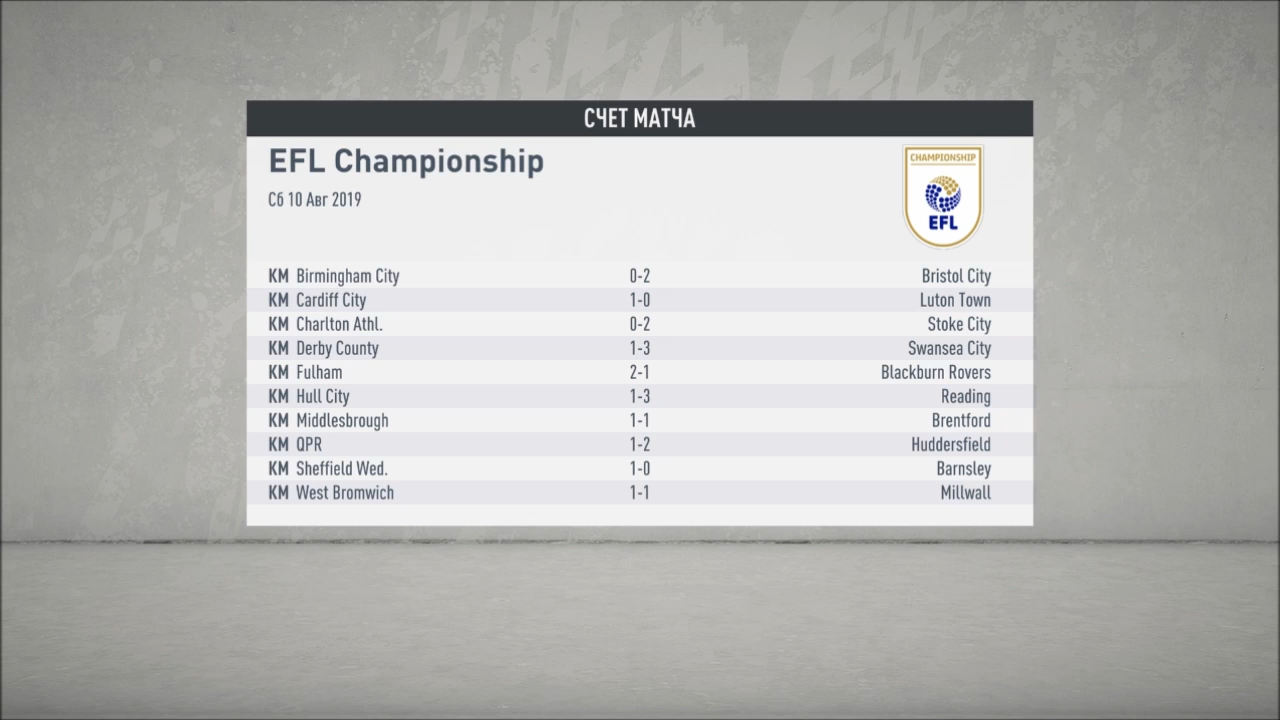 СЧЕТ МАТЧА
EFL Championship
CHAMPIONSHIP
EFL
Сб 10 Авг 2019
КМ Birmingham City 0-2 Bristol City
КМ Cardiff City 1-0 Luton Town
КМ Charlton Athl. 0-2 Stoke City
КМ Derby County 1-3 Swansea City
КМ Fulham 2-1 Blackburn Rovers
КМ Hull City 1-3 Reading
КМ Middlesbrough 1-1 Brentford
КМ QPR 1-2 Huddersfield
КМ Sheffield Wed. 1-0 Barnsley
КМ West Bromwich 1-1 Millwall